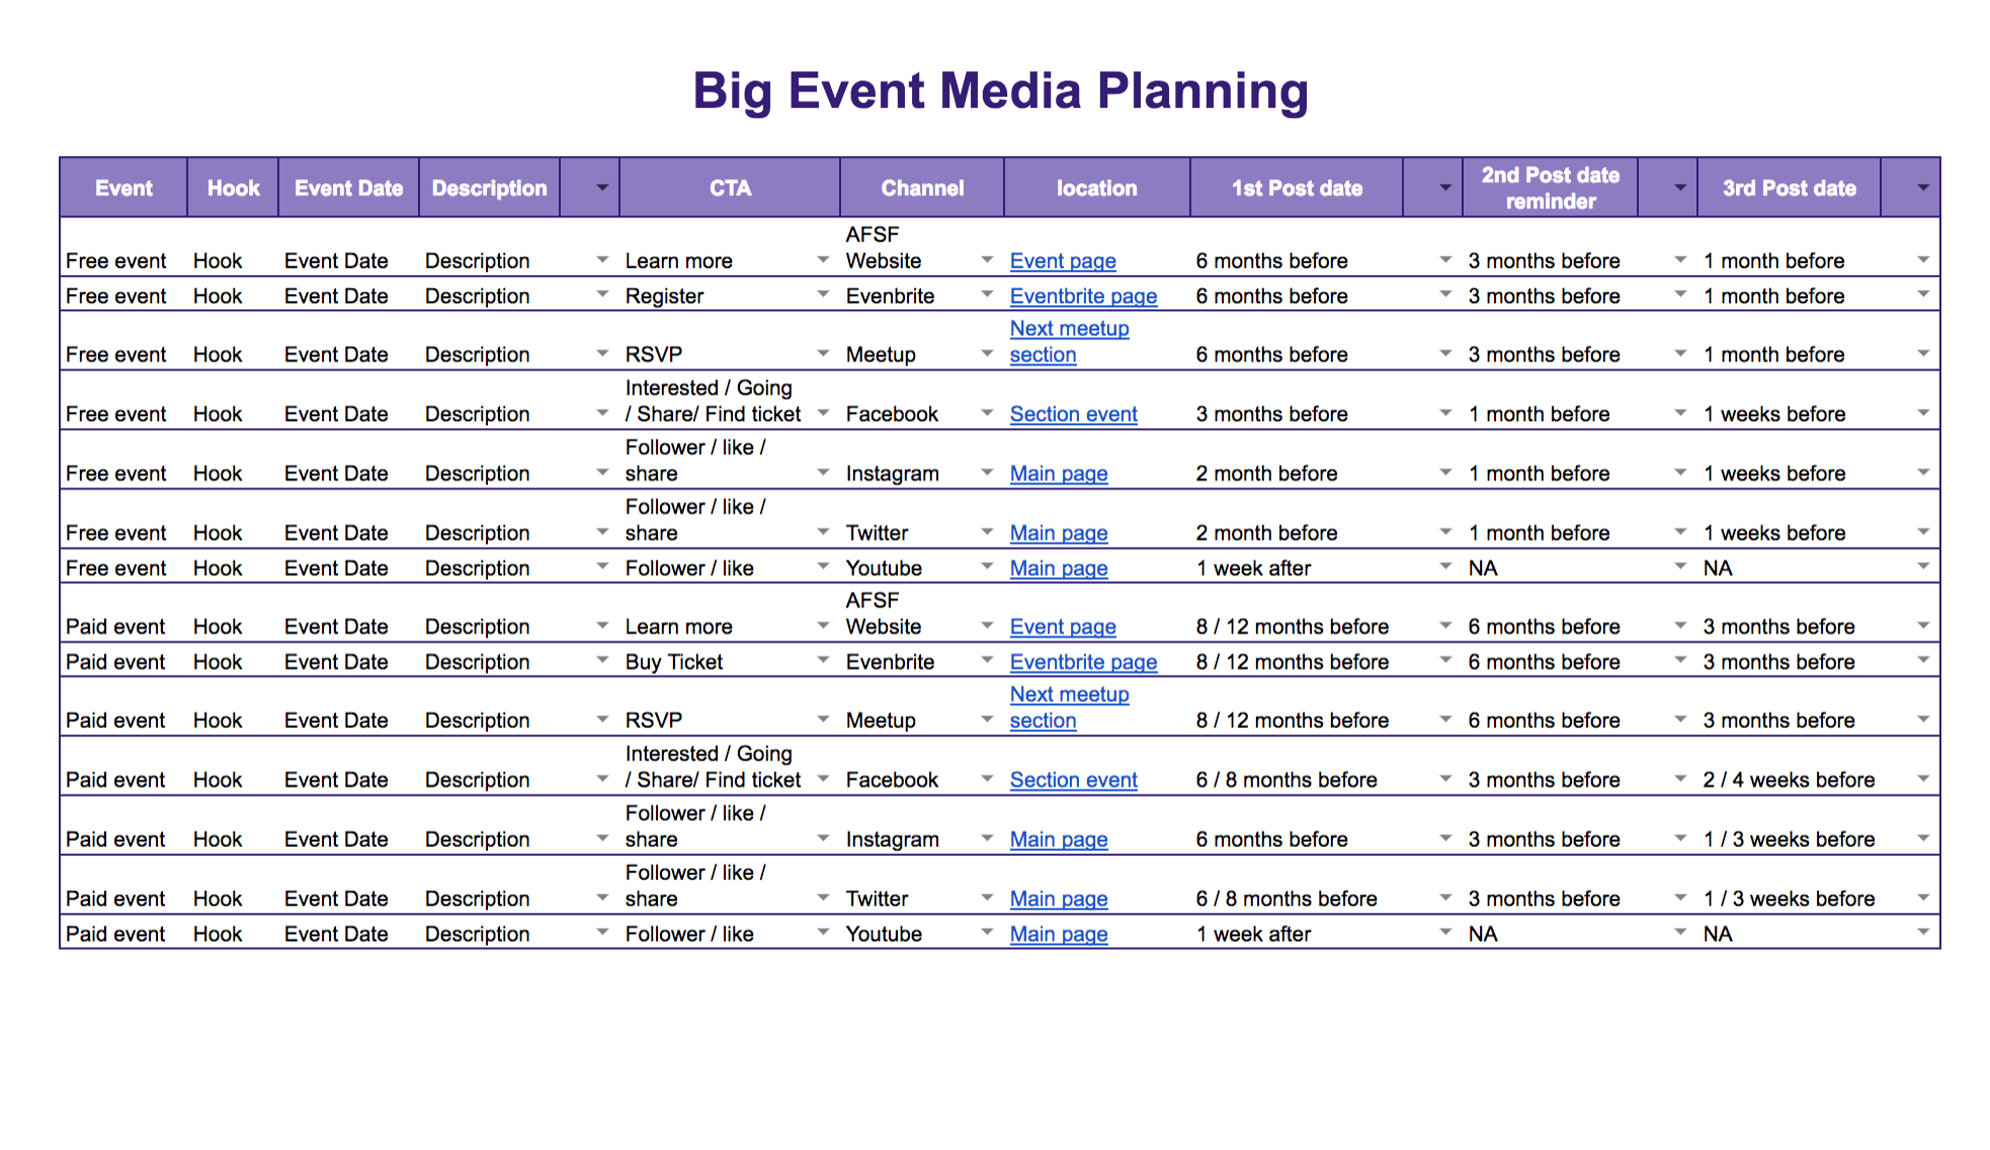 Big Event Media Planning
Event Hook Event Date Description CTA Channel location 1st Post date 2nd Post date reminder 3rd Post date
Free event Hook Event Date Description Learn more AFSF Website Event page 6 months before 3 months before 1 month before
Free event Hook Event Date Description Register Evenbrite Eventbrite page 6 months before 3 months before 1 month before
Free event Hook Event Date Description RSVP Meetup Next meetup section 6 months before 3 months before 1 month before
Free event Hook Event Date Description Interested / Going / Share/ Find ticket Facebook Section event 3 months before 1 month before 1 weeks before
Free event Hook Event Date Description Follower / like / share Instagram Main page 2 month before 1 month before 1 weeks before
Free event Hook Event Date Description Follower / like / share Twitter Main page 2 month before 1 month before 1 weeks before
Free event Hook Event Date Description Follower / like Youtube Main page 1 week after NA NA
Paid event Hook Event Date Description Learn more AFSF Website Event page 8 / 12 months before 6 months before 3 months before
Paid event Hook Event Date Description Buy Ticket Evenbrite Eventbrite page 8 / 12 months before 6 months before 3 months before
Paid event Hook Event Date Description RSVP Meetup Next meetup section 8 / 12 months before 6 months before 3 months before
Paid event Hook Event Date Description Interested / Going / Share/ Find ticket Facebook Section event 6 / 8 months before 3 months before 2 / 4 weeks before
Paid event Hook Event Date Description Follower / like / share Instagram Main page 6 months before 3 months before 1 / 3 weeks before
Paid event Hook Event Date Description Follower / like / share Twitter Main page 6 / 8 months before 3 months before 1 / 3 weeks before
Paid event Hook Event Date Description Follower / like Youtube Main page 1 week after NA NA